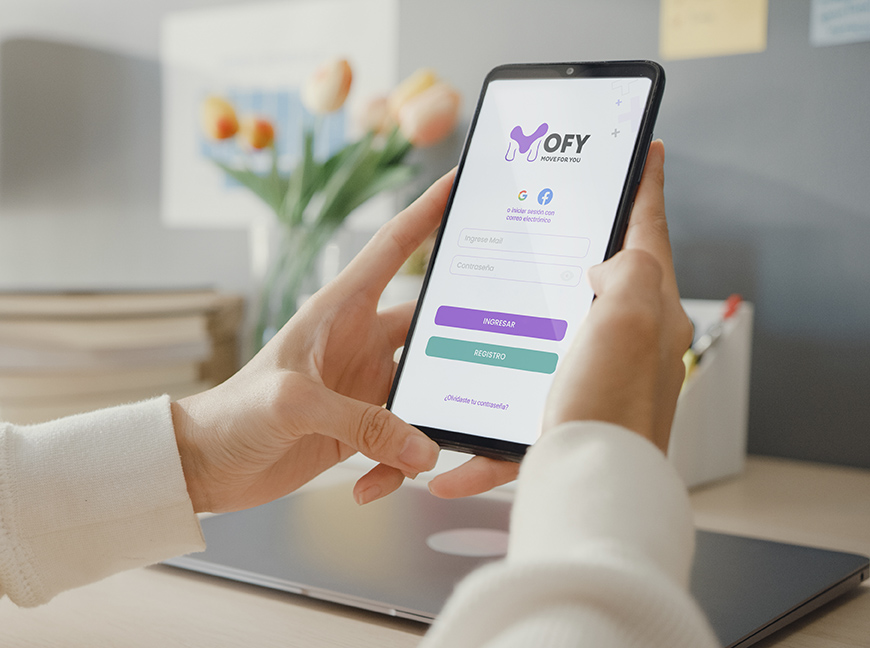 MOFY
MOVE FOR YOU
G
f
o iniciar sesión con
correo electrónico
Ingrese Mail
Contraseña
INGRESAR
REGISTRO
¿Olvidaste tu contraseña?